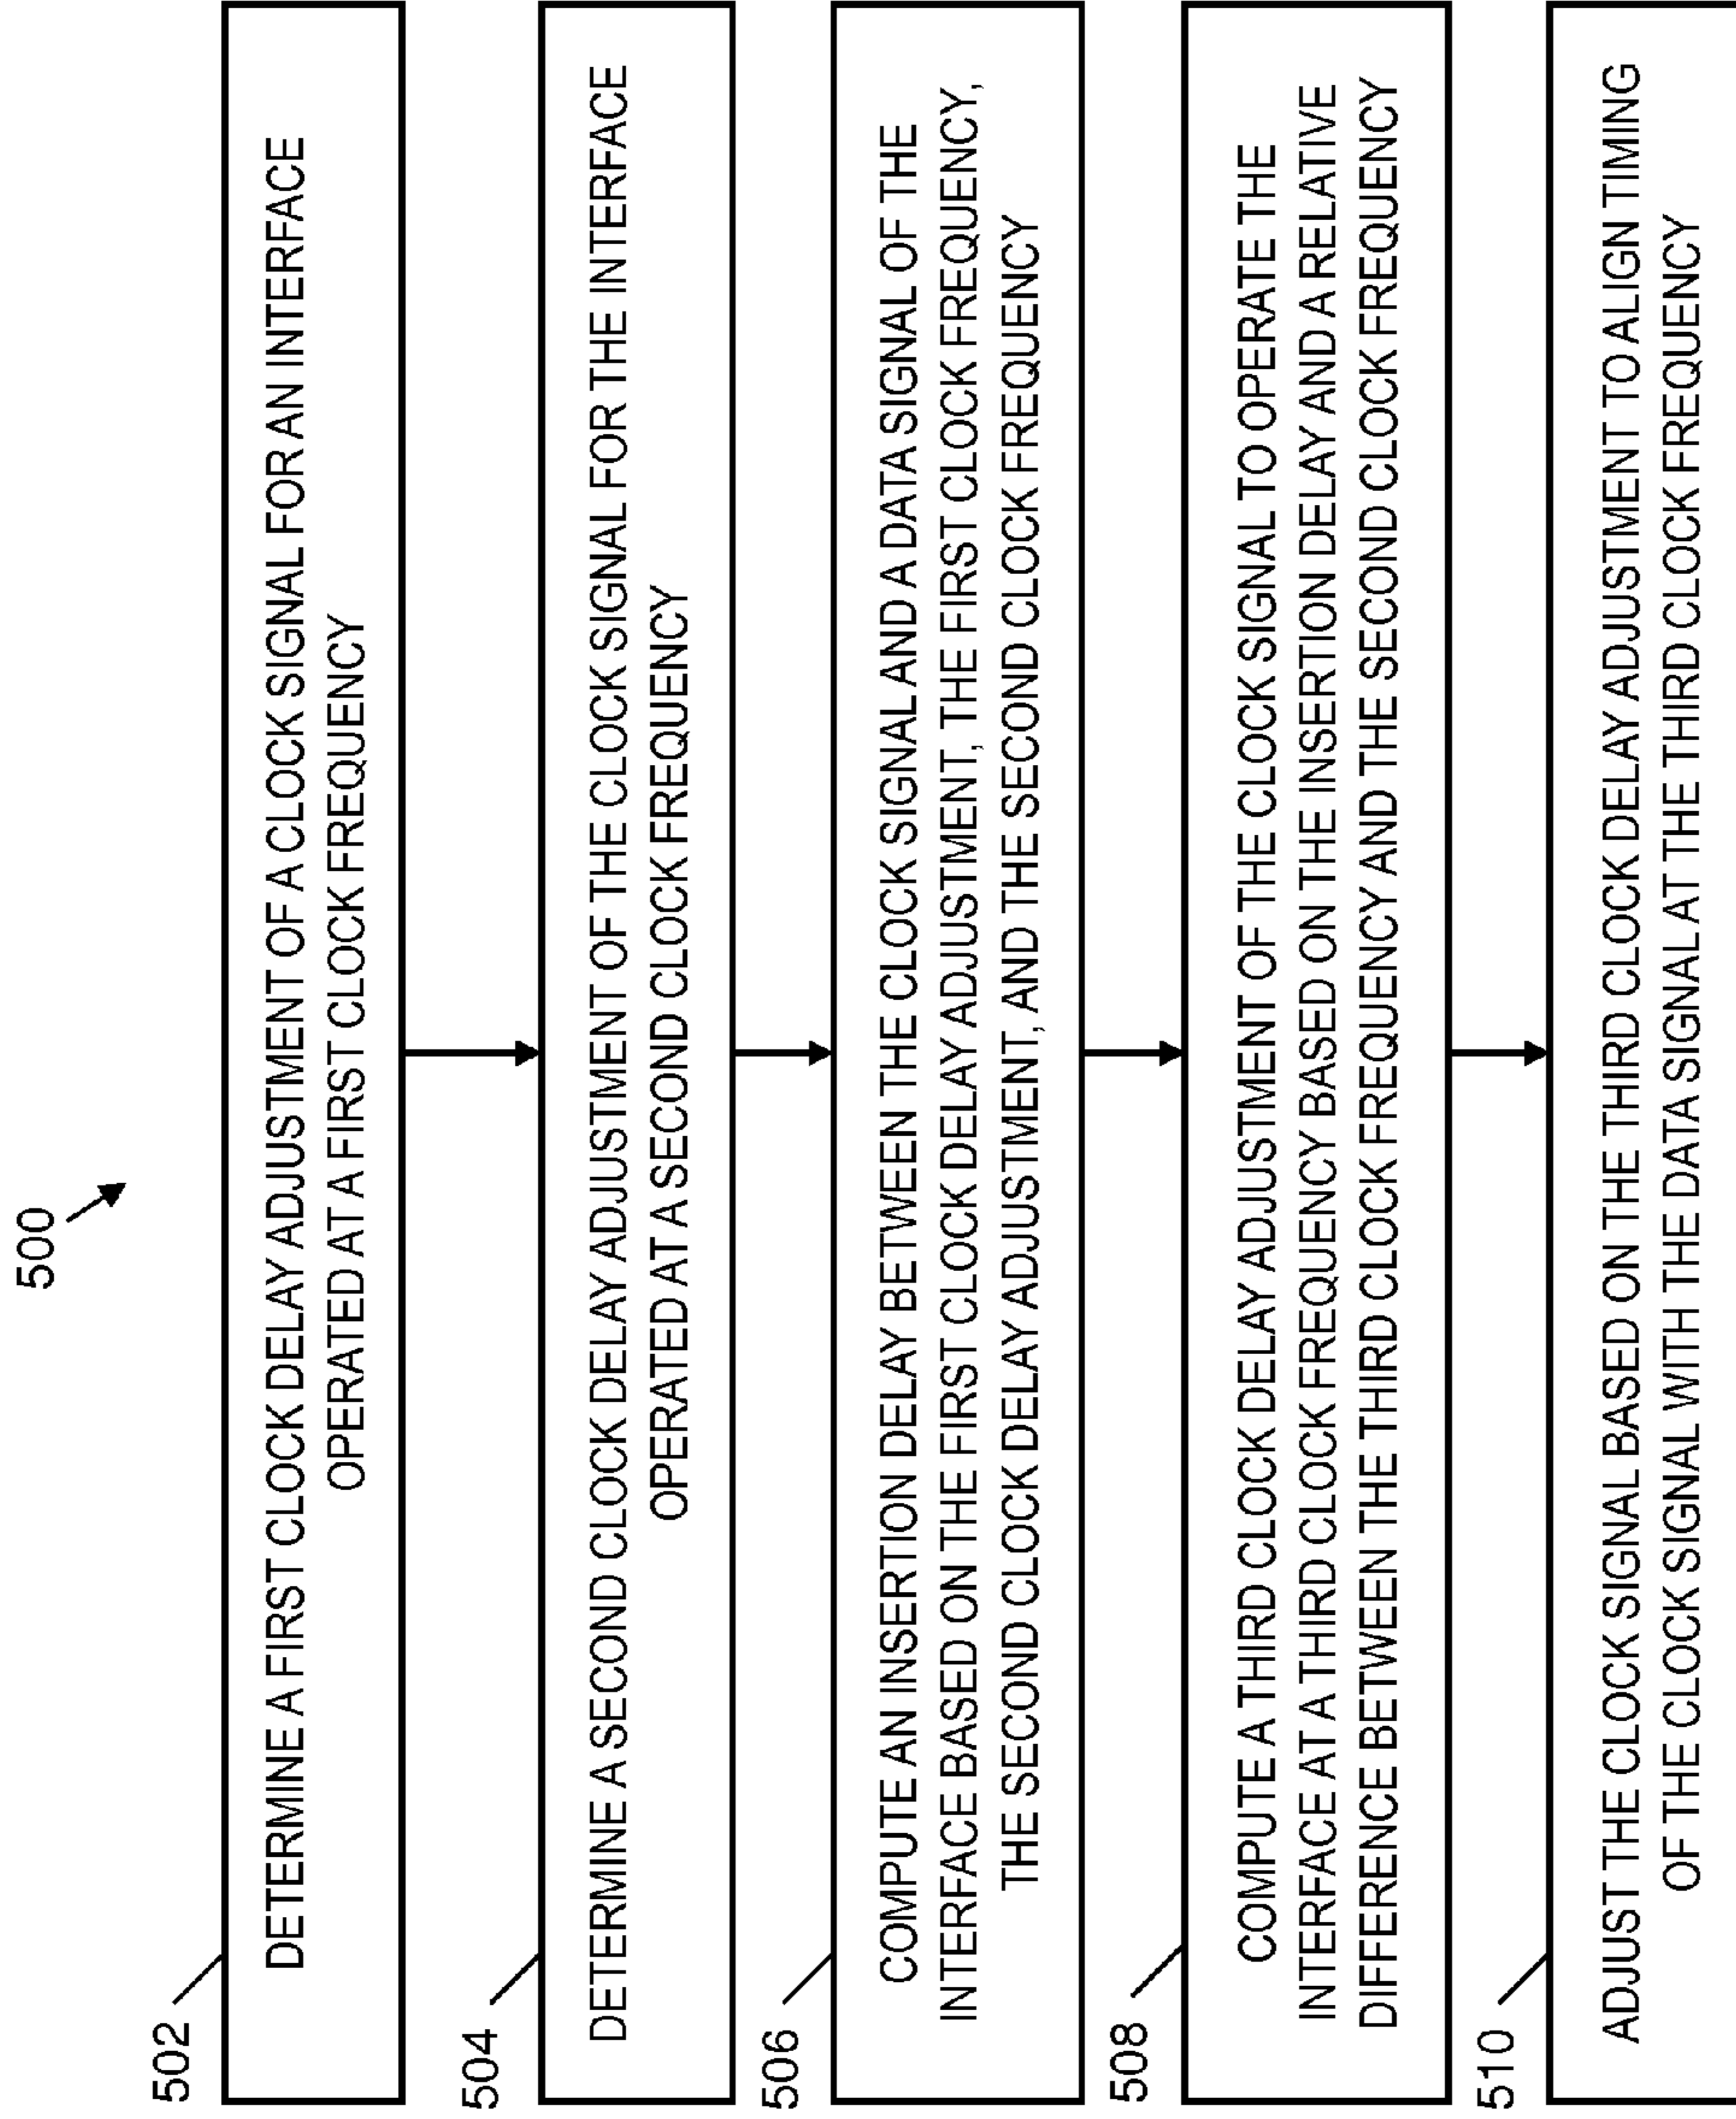 500
502
DETERMINE A FIRST CLOCK DELAY ADJUSTMENT OF A CLOCK SIGNAL FOR AN INTERFACE
OPERATED AT A FIRST CLOCK FREQUENCY
504
DETERMINE A SECOND CLOCK DELAY ADJUSTMENT OF THE CLOCK SIGNAL FOR THE INTERFACE
OPERATED AT A SECOND CLOCK FREQUENCY
506
COMPUTE AN INSERTION DELAY BETWEEN THE CLOCK SIGNAL AND A DATA SIGNAL OF THE
INTERFACE BASED ON THE FIRST CLOCK DELAY ADJUSTMENT, THE FIRST CLOCK FREQUENCY,
THE SECOND CLOCK DELAY ADJUSTMENT, AND THE SECOND CLOCK FREQUENCY
508
COMPUTE A THIRD CLOCK DELAY ADJUSTMENT OF THE CLOCK SIGNAL TO OPERATE THE
INTERFACE AT A THIRD CLOCK FREQUENCY BASED ON THE INSERTION DELAY AND A RELATIVE
DIFFERENCE BETWEEN THE THIRD CLOCK FREQUENCY AND THE SECOND CLOCK FREQUENCY
510
ADJUST THE CLOCK SIGNAL BASED ON THE THIRD CLOCK DELAY ADJUSTMENT TO ALIGN TIMING
OF THE CLOCK SIGNAL WITH THE DATA SIGNAL AT THE THIRD CLOCK FREQUENCY